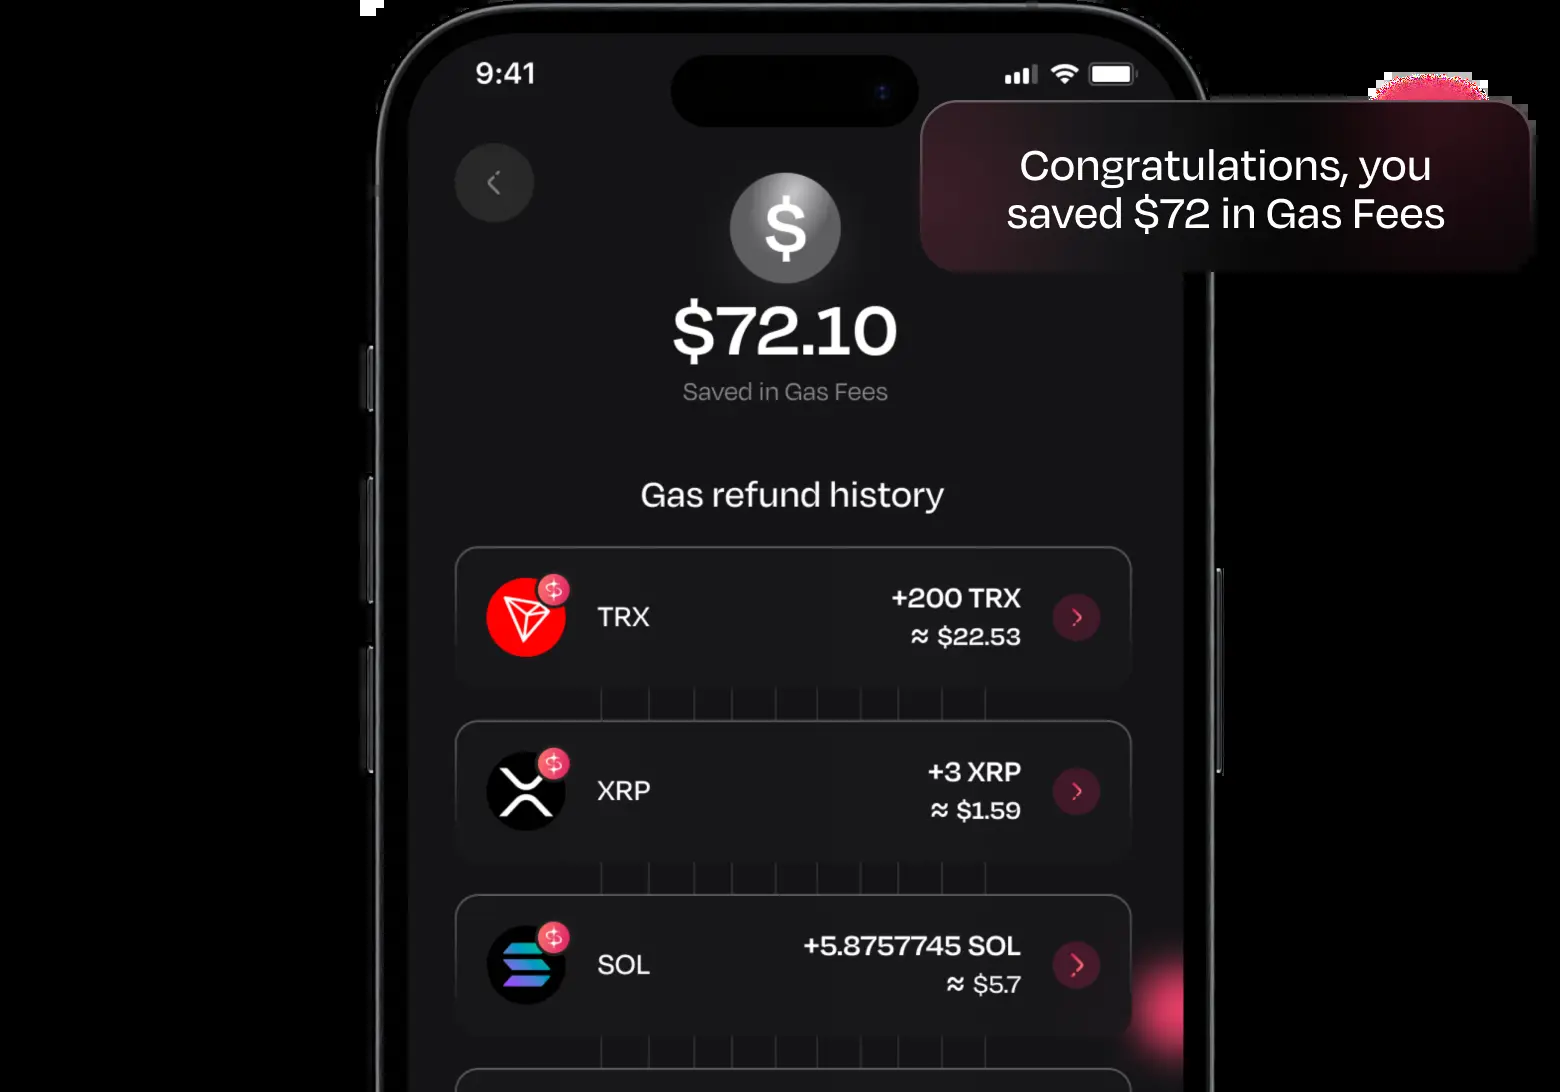 9:41
Congratulations, you
saved $72 in Gas Fees
$
$72.10
Saved in Gas Fees
Gas refund history
TRX
+200 TRX
≈ $22.53
XRP
+3 XRP
≈ $1.59
SOL
+5.8757745 SOL
≈ $5.7